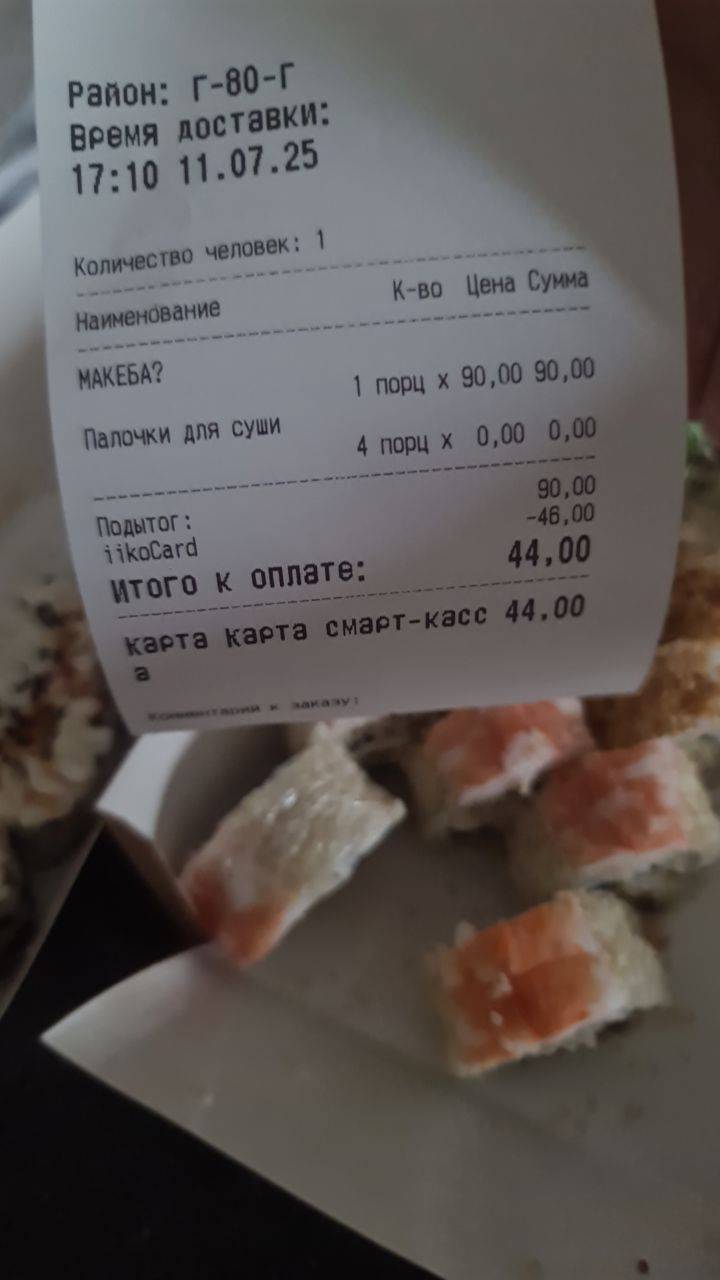 Район: Г-80-Г
Время доставки:
17:10 11.07.25
Количество человек: 1
Наименование К-во Цена Сумма
МАКЕБА?
1 порц x 90,00 90,00
Палочки для суши
4 порц x 0,00 0,00
Подытог: 90,00
iikoCard -46,00
Итого к оплате: 44,00
карта карта смарт-касс 44,00
а
Комментарий к заказу: